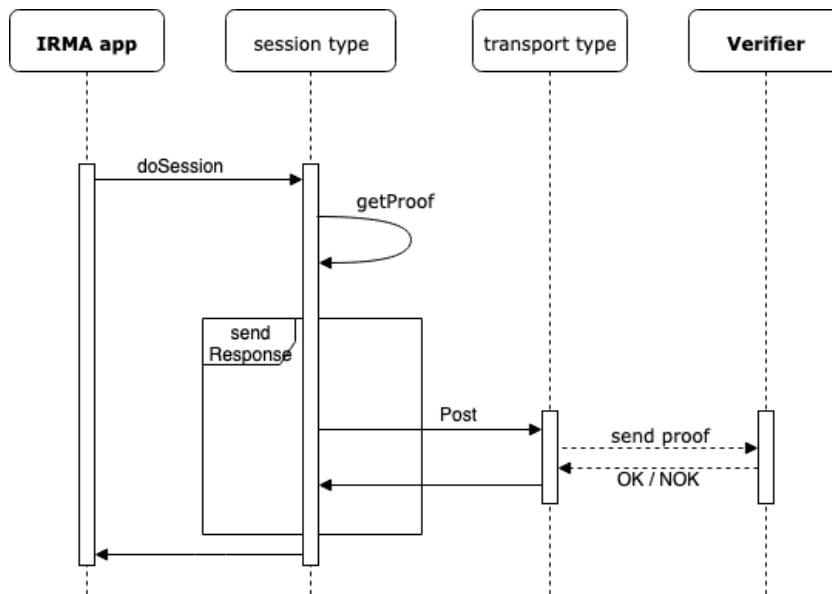 IRMA app
session type
transport type
Verifier
doSession
getProof
send
Response
Post
send proof
OK / NOK